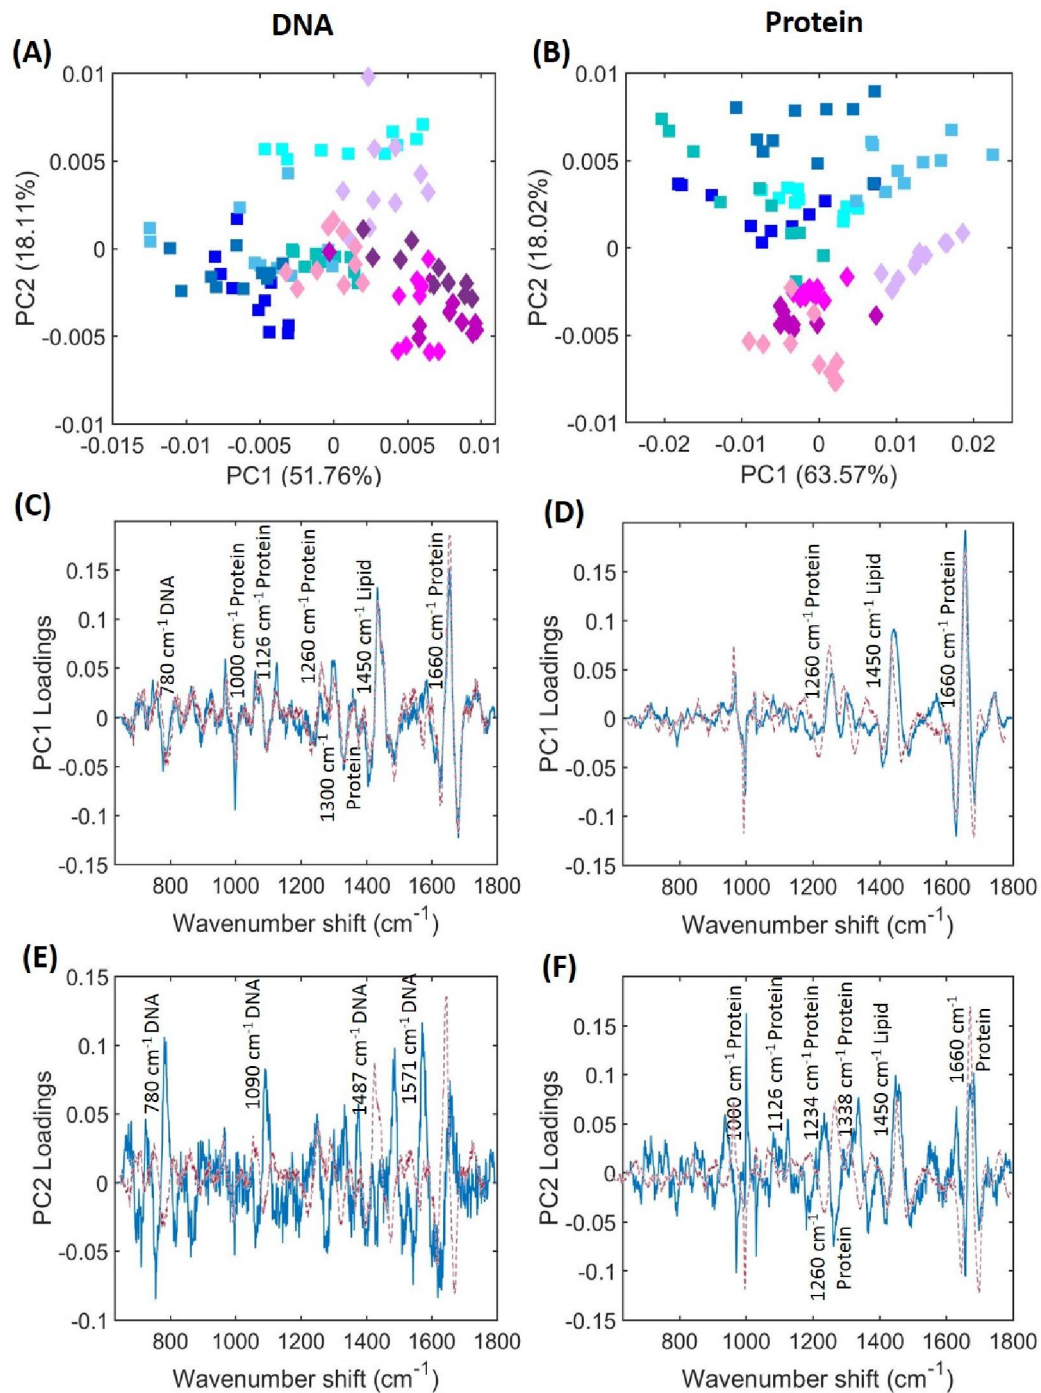 DNA
Protein
(A)
(B)
0.01
0.005
0
-0.005
-0.01
PC2 (18.11%)
-0.015
-0.01
-0.005
0
0.005
0.01
PC1 (51.76%)
0.01
0.005
0
-0.005
-0.01
PC2 (18.02%)
-0.02
-0.01
0
0.01
0.02
PC1 (63.57%)
(C)
(D)
0.15
0.1
0.05
0
-0.05
-0.1
-0.15
PC1 Loadings
780 cm-1 DNA
1000 cm-1 Protein
1126 cm-1 Protein
1260 cm-1 Protein
1300 cm-1
Protein
1450 cm-1 Lipid
1660 cm-1 Protein
800
1000
1200
1400
1600
1800
Wavenumber shift (cm-1)
0.15
0.1
0.05
0
-0.05
-0.1
-0.15
PC1 Loadings
1260 cm-1 Protein
1450 cm-1 Lipid
1660 cm-1 Protein
800
1000
1200
1400
1600
1800
Wavenumber shift (cm-1)
(E)
(F)
0.15
0.1
0.05
0
-0.05
-0.1
PC2 Loadings
780 cm-1 DNA
1090 cm-1 DNA
1487 cm-1 DNA
1571 cm-1 DNA
800
1000
1200
1400
1600
1800
Wavenumber shift (cm-1)
0.15
0.1
0.05
0
-0.05
-0.1
-0.15
PC2 Loadings
1000 cm-1 Protein
1126 cm-1 Protein
1234 cm-1 Protein
1260 cm-1
Protein
1338 cm-1 Protein
1450 cm-1 Lipid
1660 cm-1
Protein
800
1000
1200
1400
1600
1800
Wavenumber shift (cm-1)